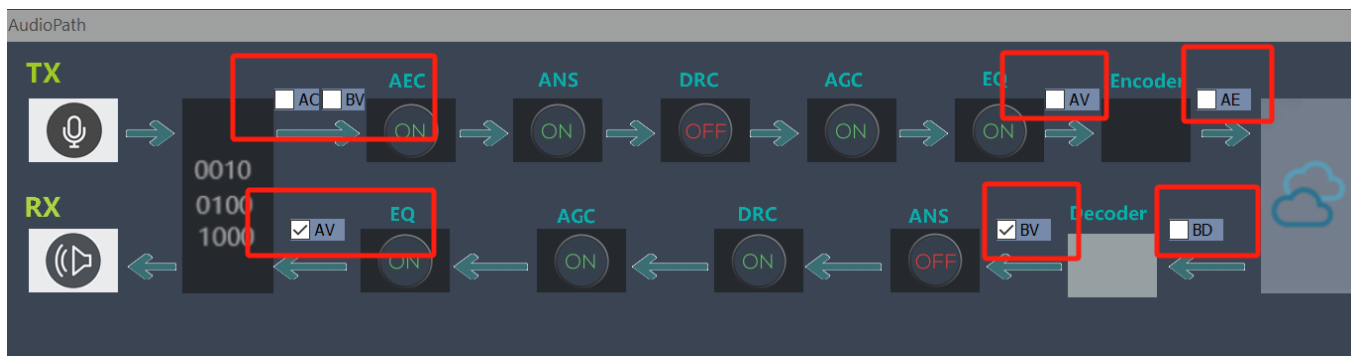 AudioPath
TX
AEC
ANS
DRC
AGC
EQ
Encoder
AC
BV
AV
AE
ON
ON
OFF
ON
ON
0010
0100
1000
RX
EQ
AGC
DRC
ANS
Decoder
AV
BV
BD
ON
ON
ON
OFF